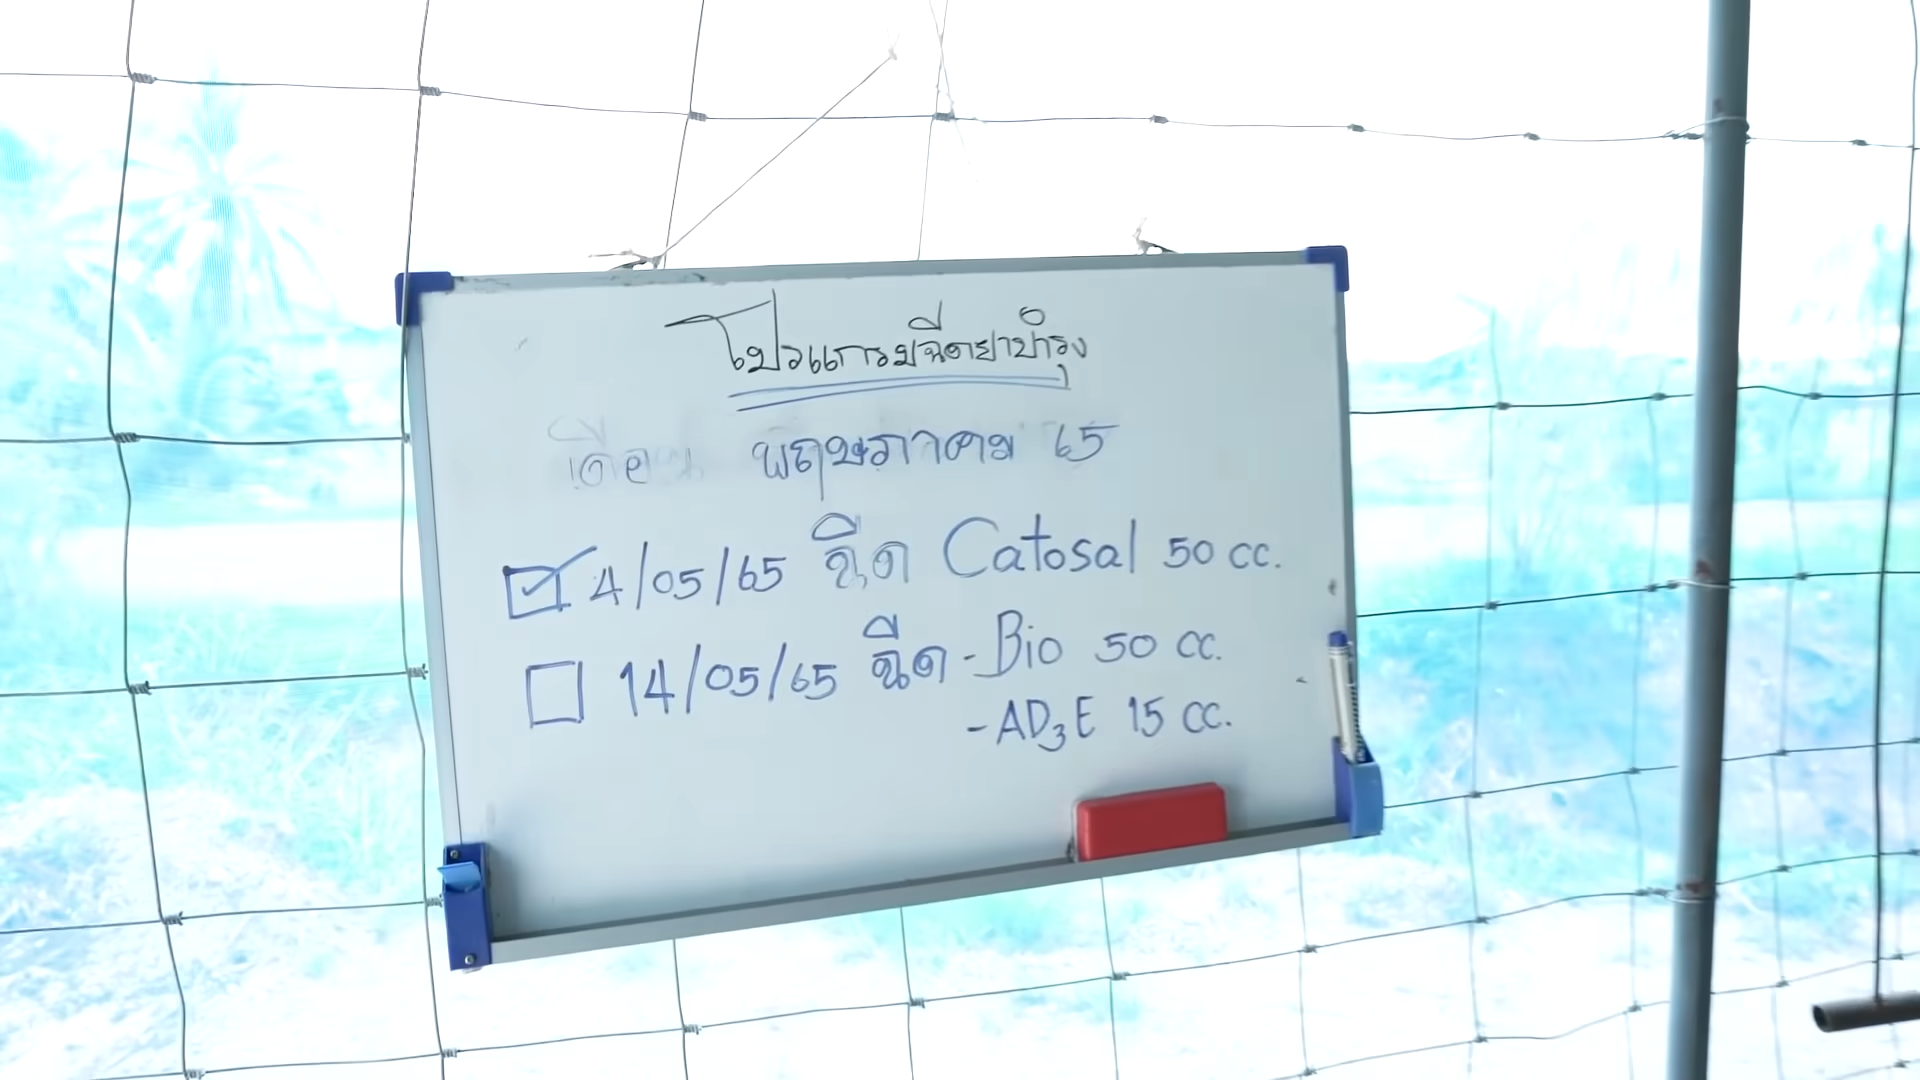 โปรแกรมฉีดยาบำรุง
เดือน พฤษภาคม 65
4/05/65 ฉีด Catosal 50 cc.
14/05/65 ฉีด - Bio 50 cc.
- AD₃E 15 cc.